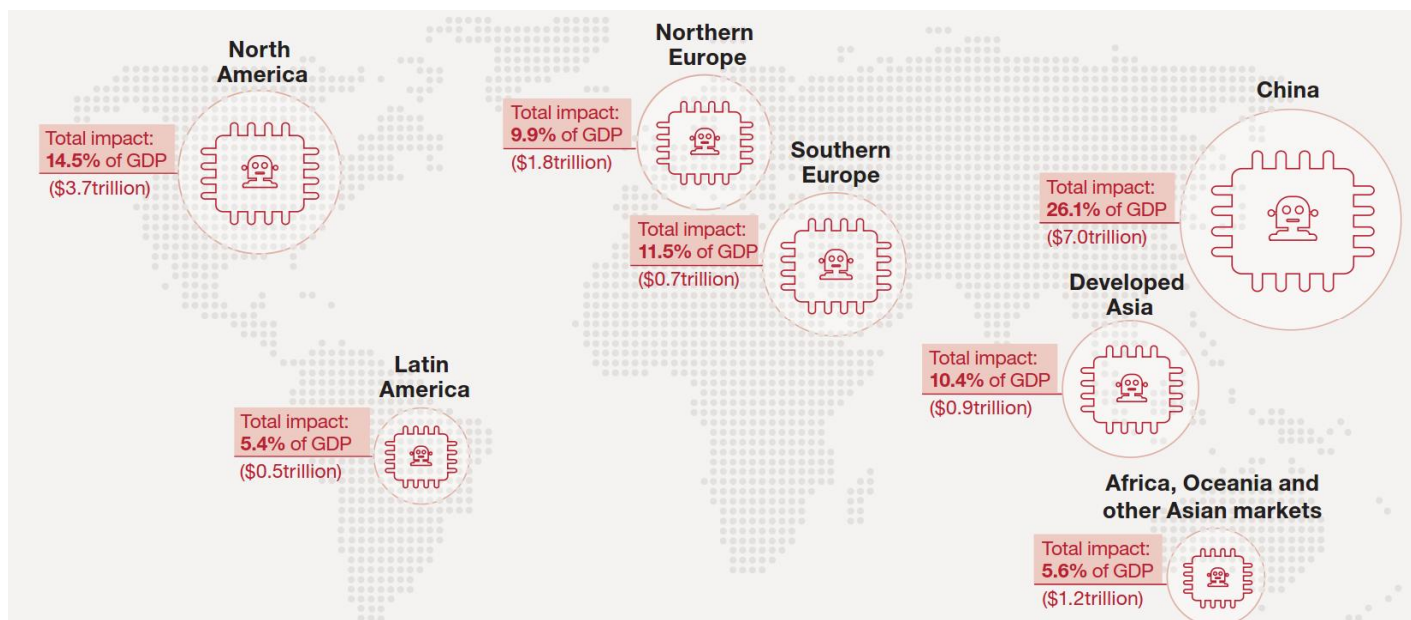 North
America
Total impact:
14.5% of GDP
($3.7trillion)
Northern
Europe
Total impact:
9.9% of GDP
($1.8trillion)
Southern
Europe
Total impact:
11.5% of GDP
($0.7trillion)
China
Total impact:
26.1% of GDP
($7.0trillion)
Developed
Asia
Total impact:
10.4% of GDP
($0.9trillion)
Latin
America
Total impact:
5.4% of GDP
($0.5trillion)
Africa, Oceania and
other Asian markets
Total impact:
5.6% of GDP
($1.2trillion)